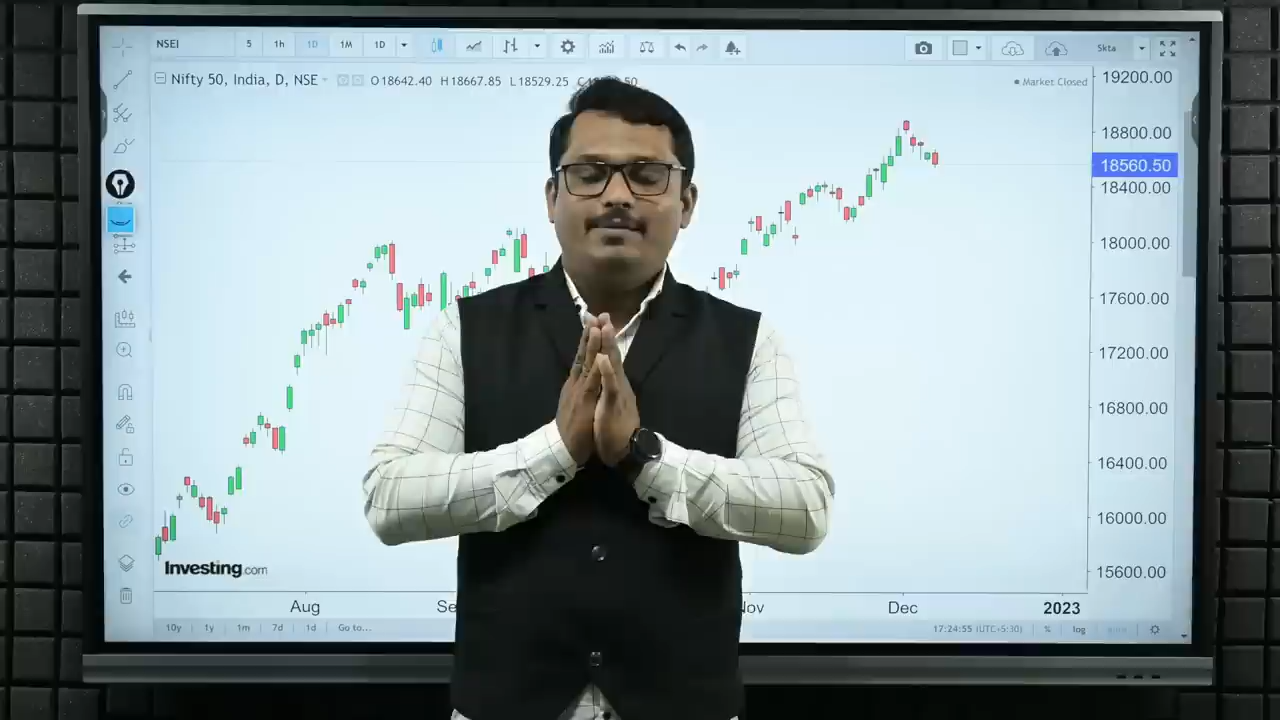 NSEI 5 1h 1D 1M 1D Skta
Nifty 50, India, D, NSE O18642.40 H18667.85 L18529.25
Market Closed
19200.00
18800.00
18560.50
18400.00
18000.00
17600.00
17200.00
16800.00
16400.00
16000.00
15600.00
Investing.com
Aug Nov Dec 2023
10y 1y 1m 7d 1d Go to... 17:24:55 (UTC+5:30) % log auto